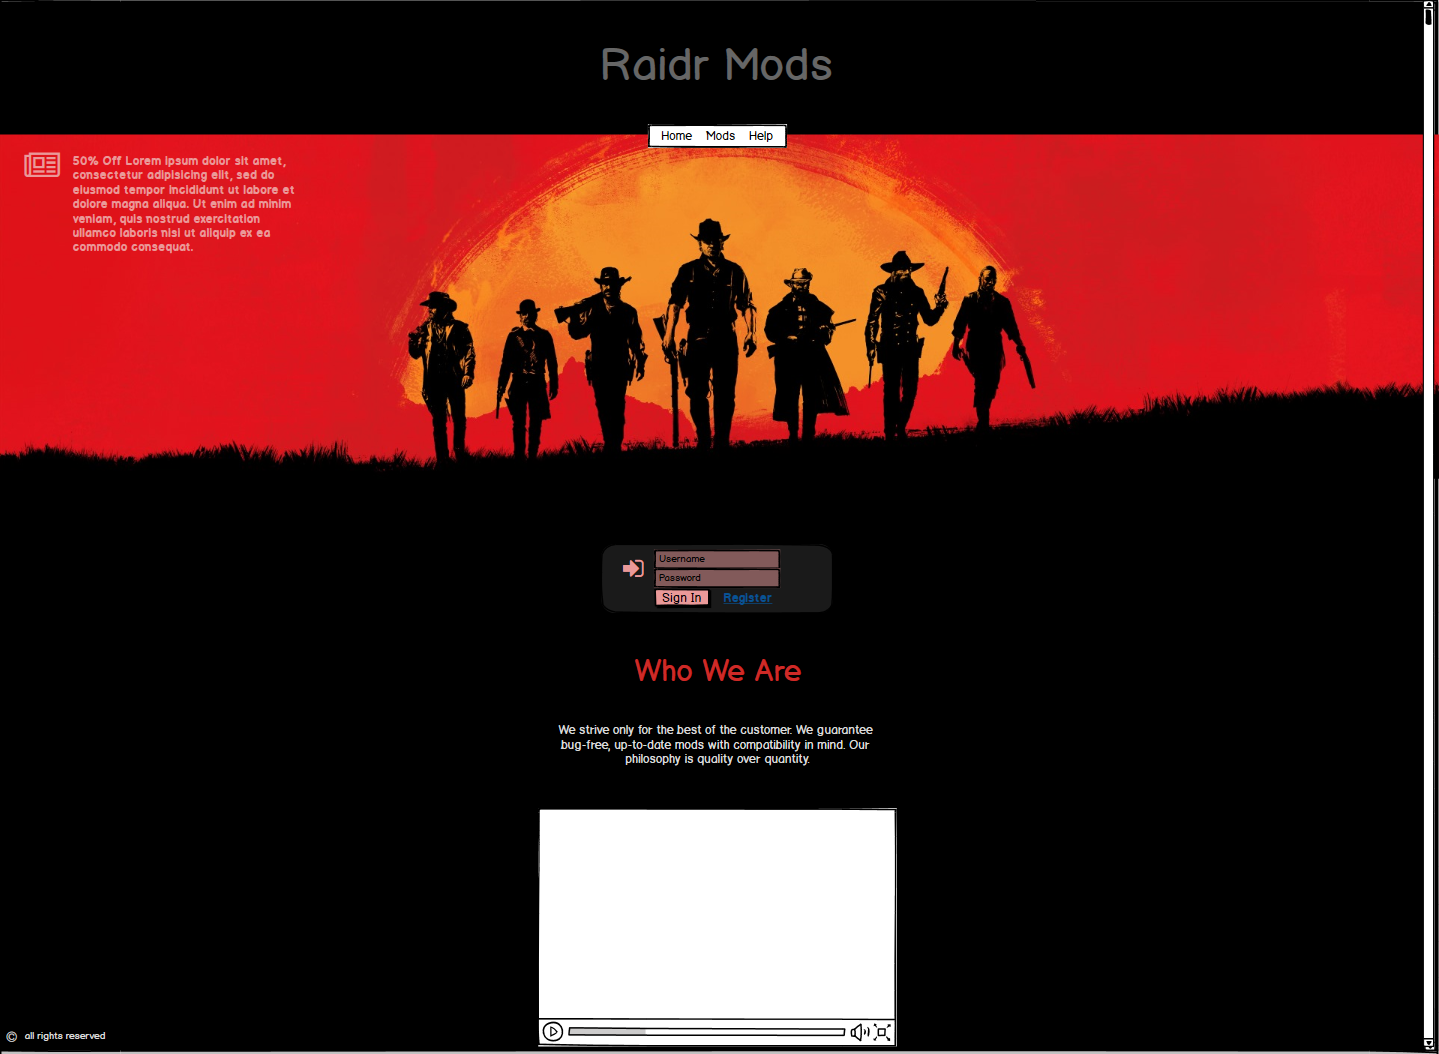 Raidr Mods
Home Mods Help
50% Off Lorem ipsum dolor sit amet,
consectetur adipisicing elit, sed do
eiusmod tempor incididunt ut labore et
dolore magna aliqua. Ut enim ad minim
veniam, quis nostrud exercitation
ullamco laboris nisi ut aliquip ex ea
commodo consequat.
Username
Password
Sign In Register
Who We Are
We strive only for the best of the customer. We guarantee
bug-free, up-to-date mods with compatibility in mind. Our
philosophy is quality over quantity.
© all rights reserved